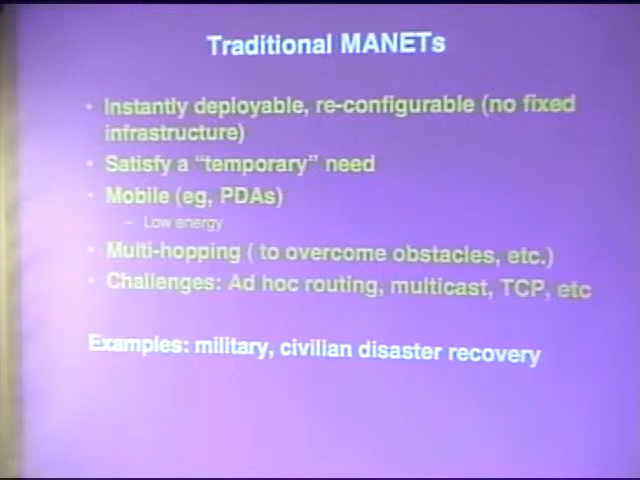 Traditional MANETs
• Instantly deployable, re-configurable (no fixed
infrastructure)
• Satisfy a "temporary" need
• Mobile (eg, PDAs)
– Low energy
• Multi-hopping ( to overcome obstacles, etc.)
• Challenges: Ad hoc routing, multicast, TCP, etc
Examples: military, civilian disaster recovery